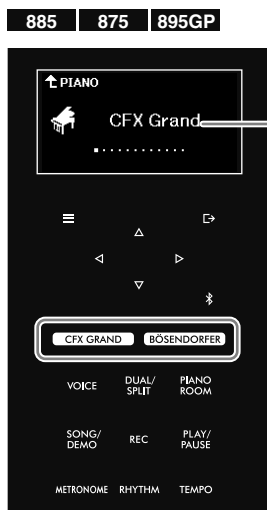 885 875 895GP
PIANO
CFX Grand
CFX GRAND BÖSENDORFER
VOICE DUAL/SPLIT PIANO ROOM
SONG/DEMO REC PLAY/PAUSE
METRONOME RHYTHM TEMPO